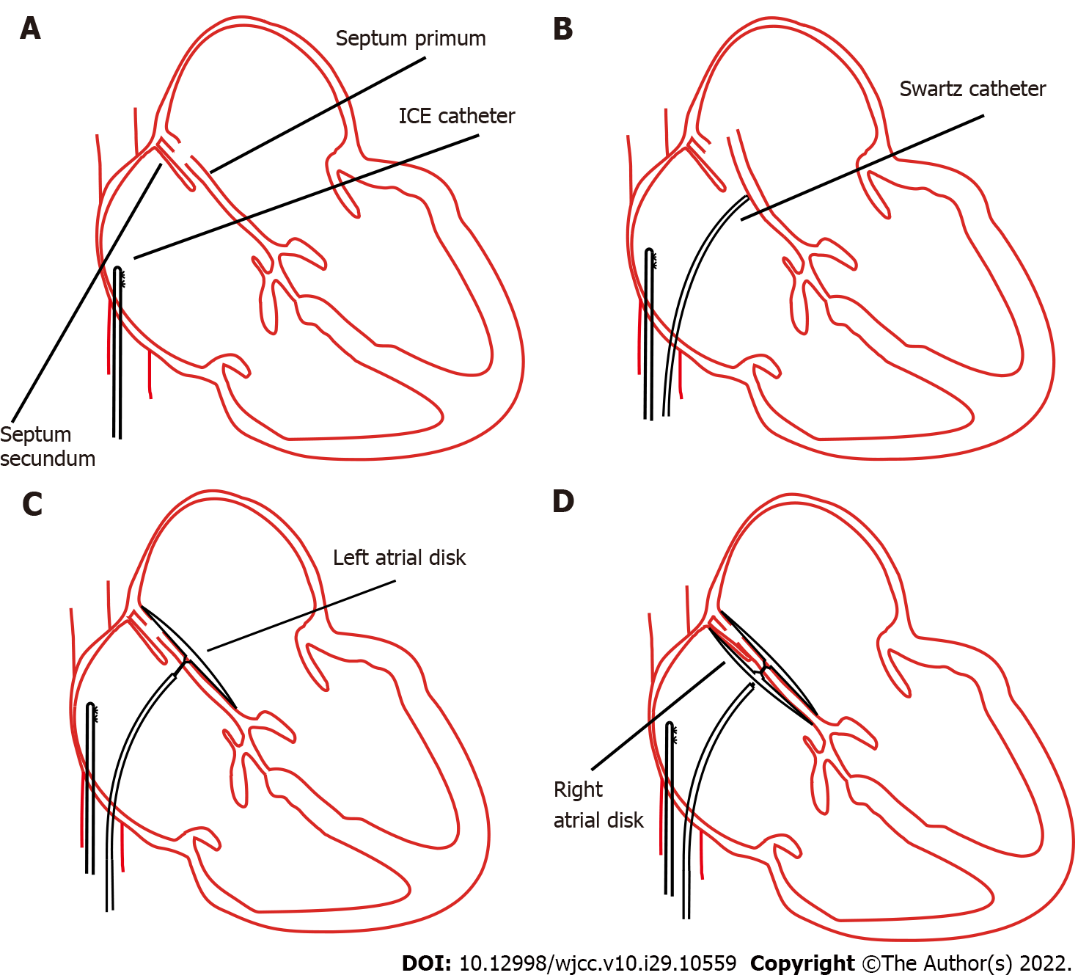 A
Septum primum
ICE catheter
Septum
secundum
B
Swartz catheter
C
Left atrial disk
D
Right
atrial disk
DOI: 10.12998/wjcc.v10.i29.10559 Copyright ©The Author(s) 2022.